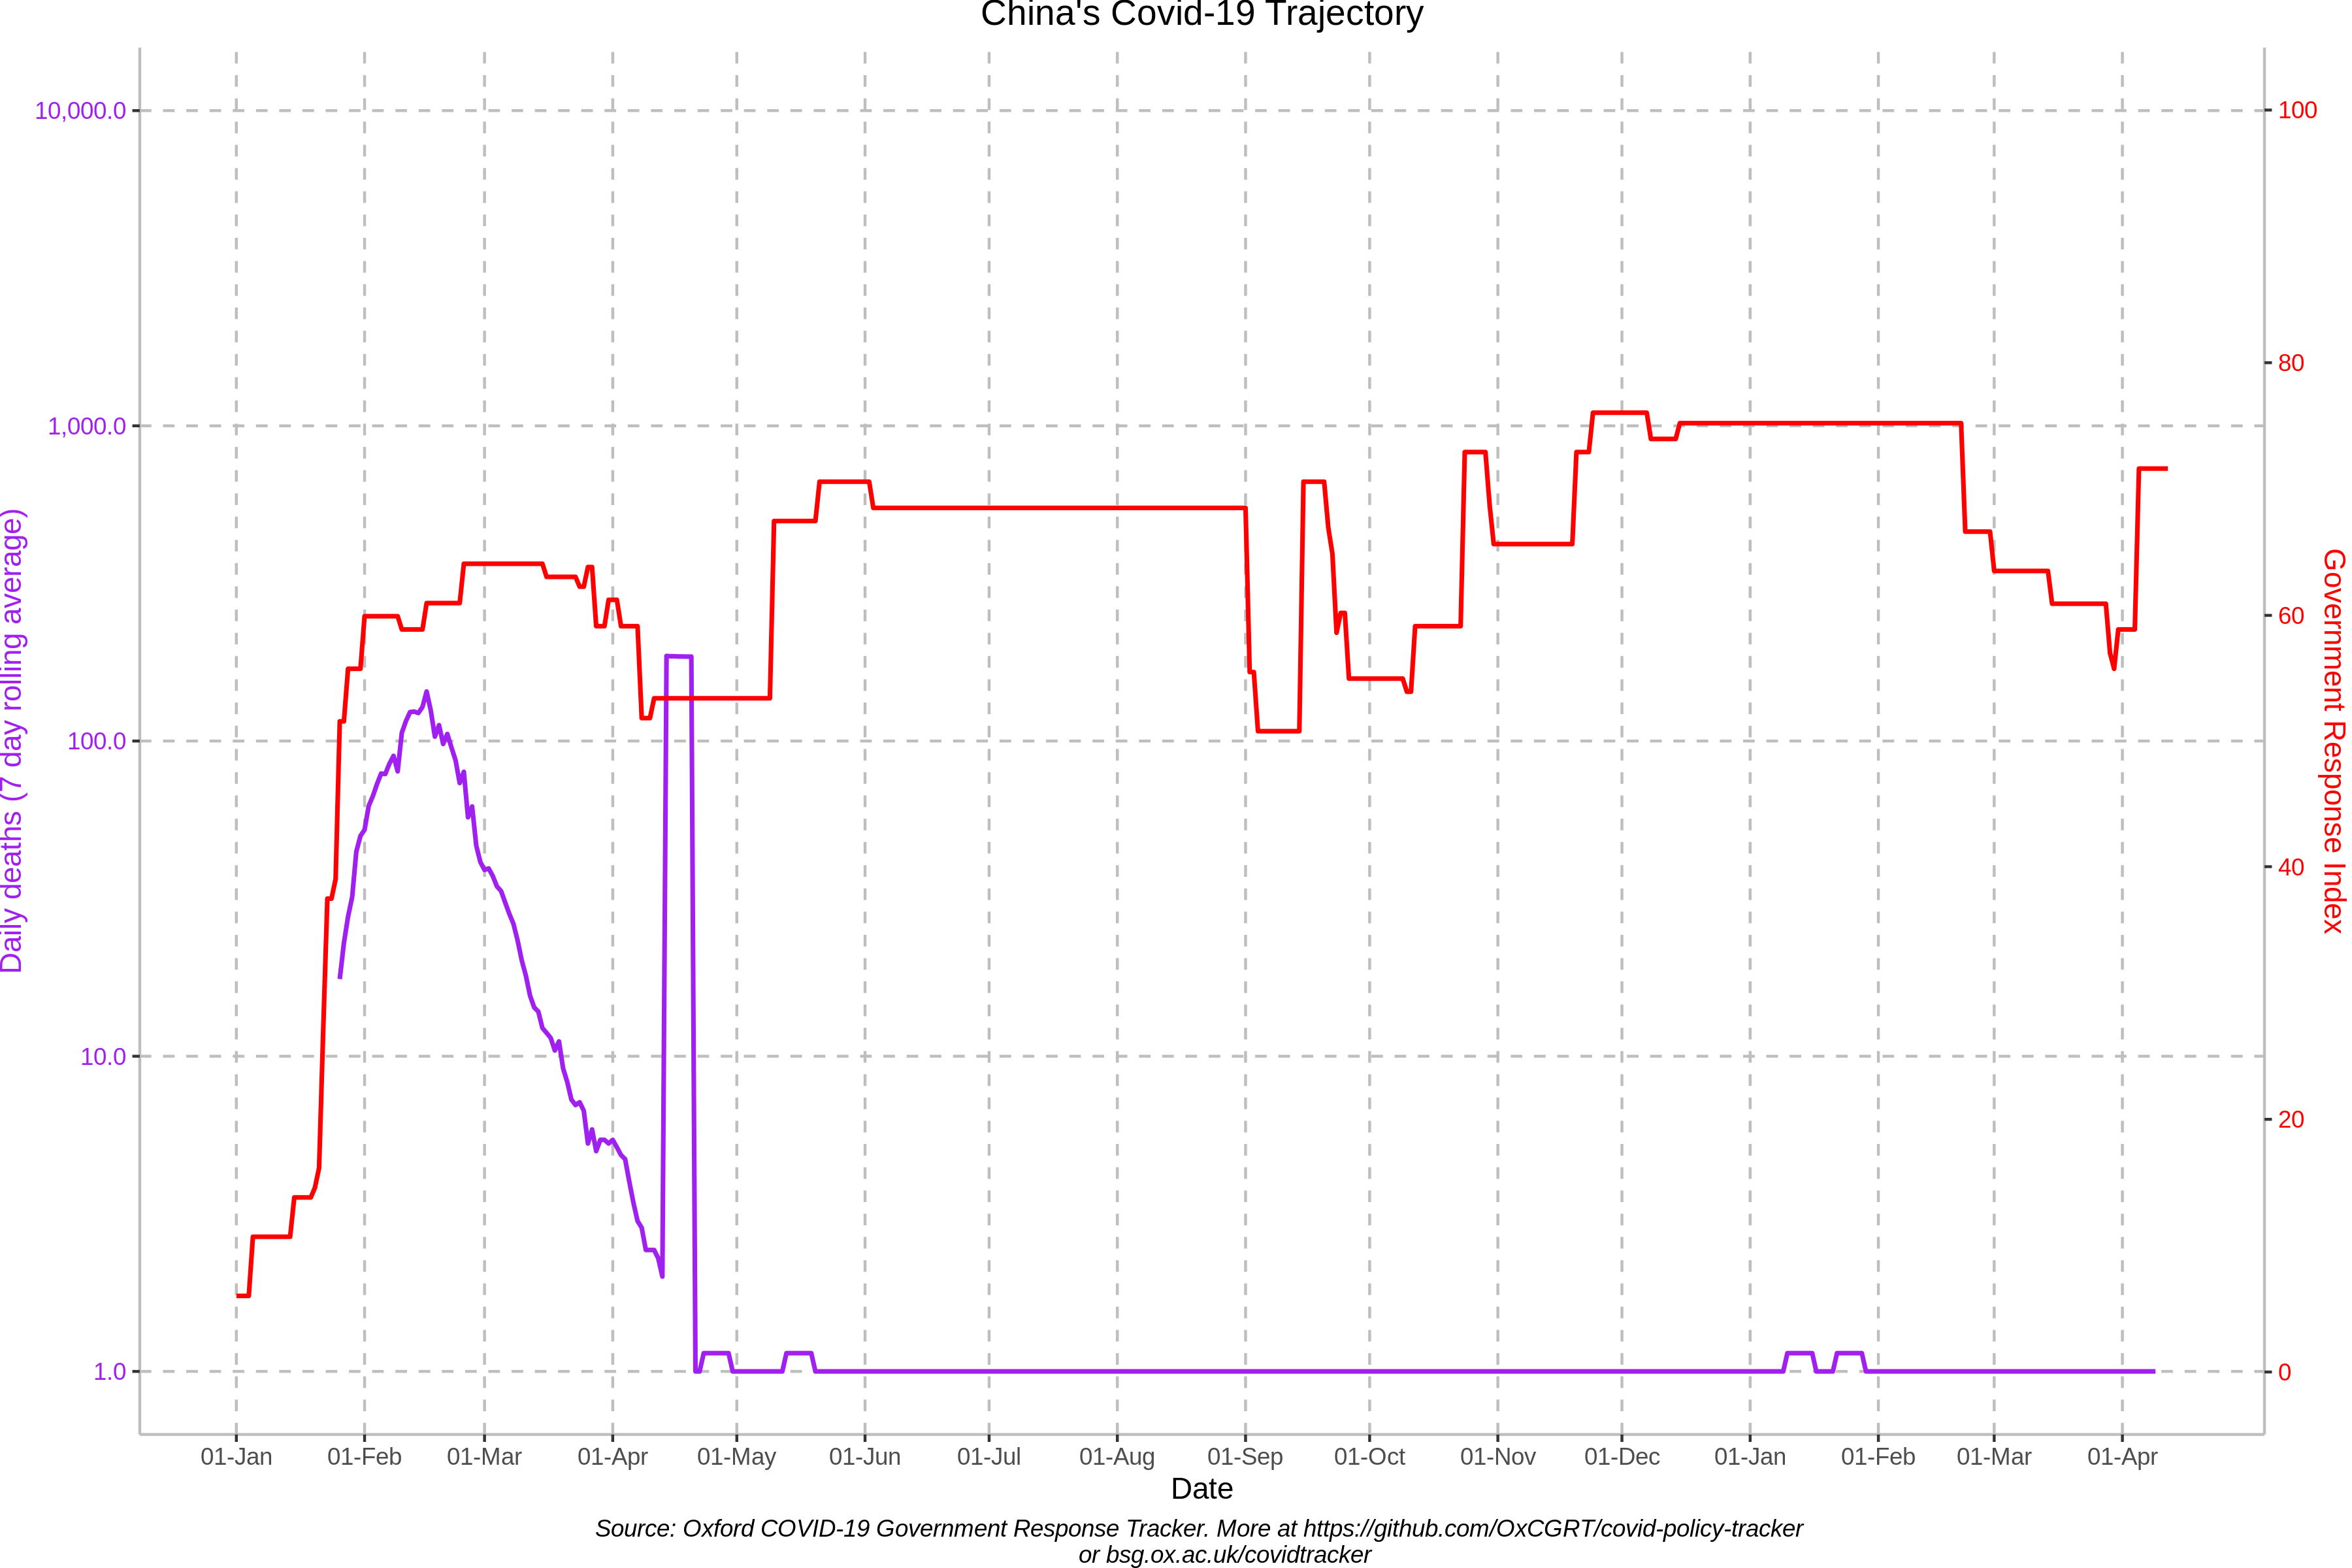 China's Covid-19 Trajectory
10,000.0
1,000.0
100.0
10.0
1.0
Daily deaths (7 day rolling average)
100
80
60
40
20
0
Government Response Index
01-Jan 01-Feb 01-Mar 01-Apr 01-May 01-Jun 01-Jul 01-Aug 01-Sep 01-Oct 01-Nov 01-Dec 01-Jan 01-Feb 01-Mar 01-Apr
Date
Source: Oxford COVID-19 Government Response Tracker. More at https://github.com/OxCGRT/covid-policy-tracker
or bsg.ox.ac.uk/covidtracker